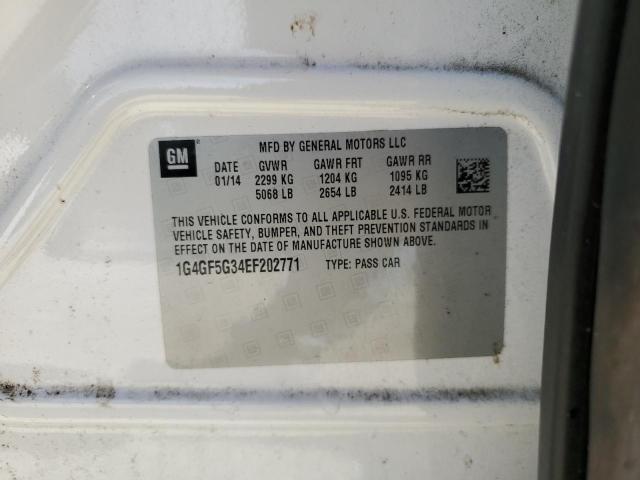 GM
MFD BY GENERAL MOTORS LLC
DATE GVWR GAWR FRT GAWR RR
01/14 2299 KG 1204 KG 1095 KG
5068 LB 2654 LB 2414 LB
THIS VEHICLE CONFORMS TO ALL APPLICABLE U.S. FEDERAL MOTOR
VEHICLE SAFETY, BUMPER, AND THEFT PREVENTION STANDARDS IN
EFFECT ON THE DATE OF MANUFACTURE SHOWN ABOVE.
1G4GF5G34EF202771 TYPE: PASS CAR